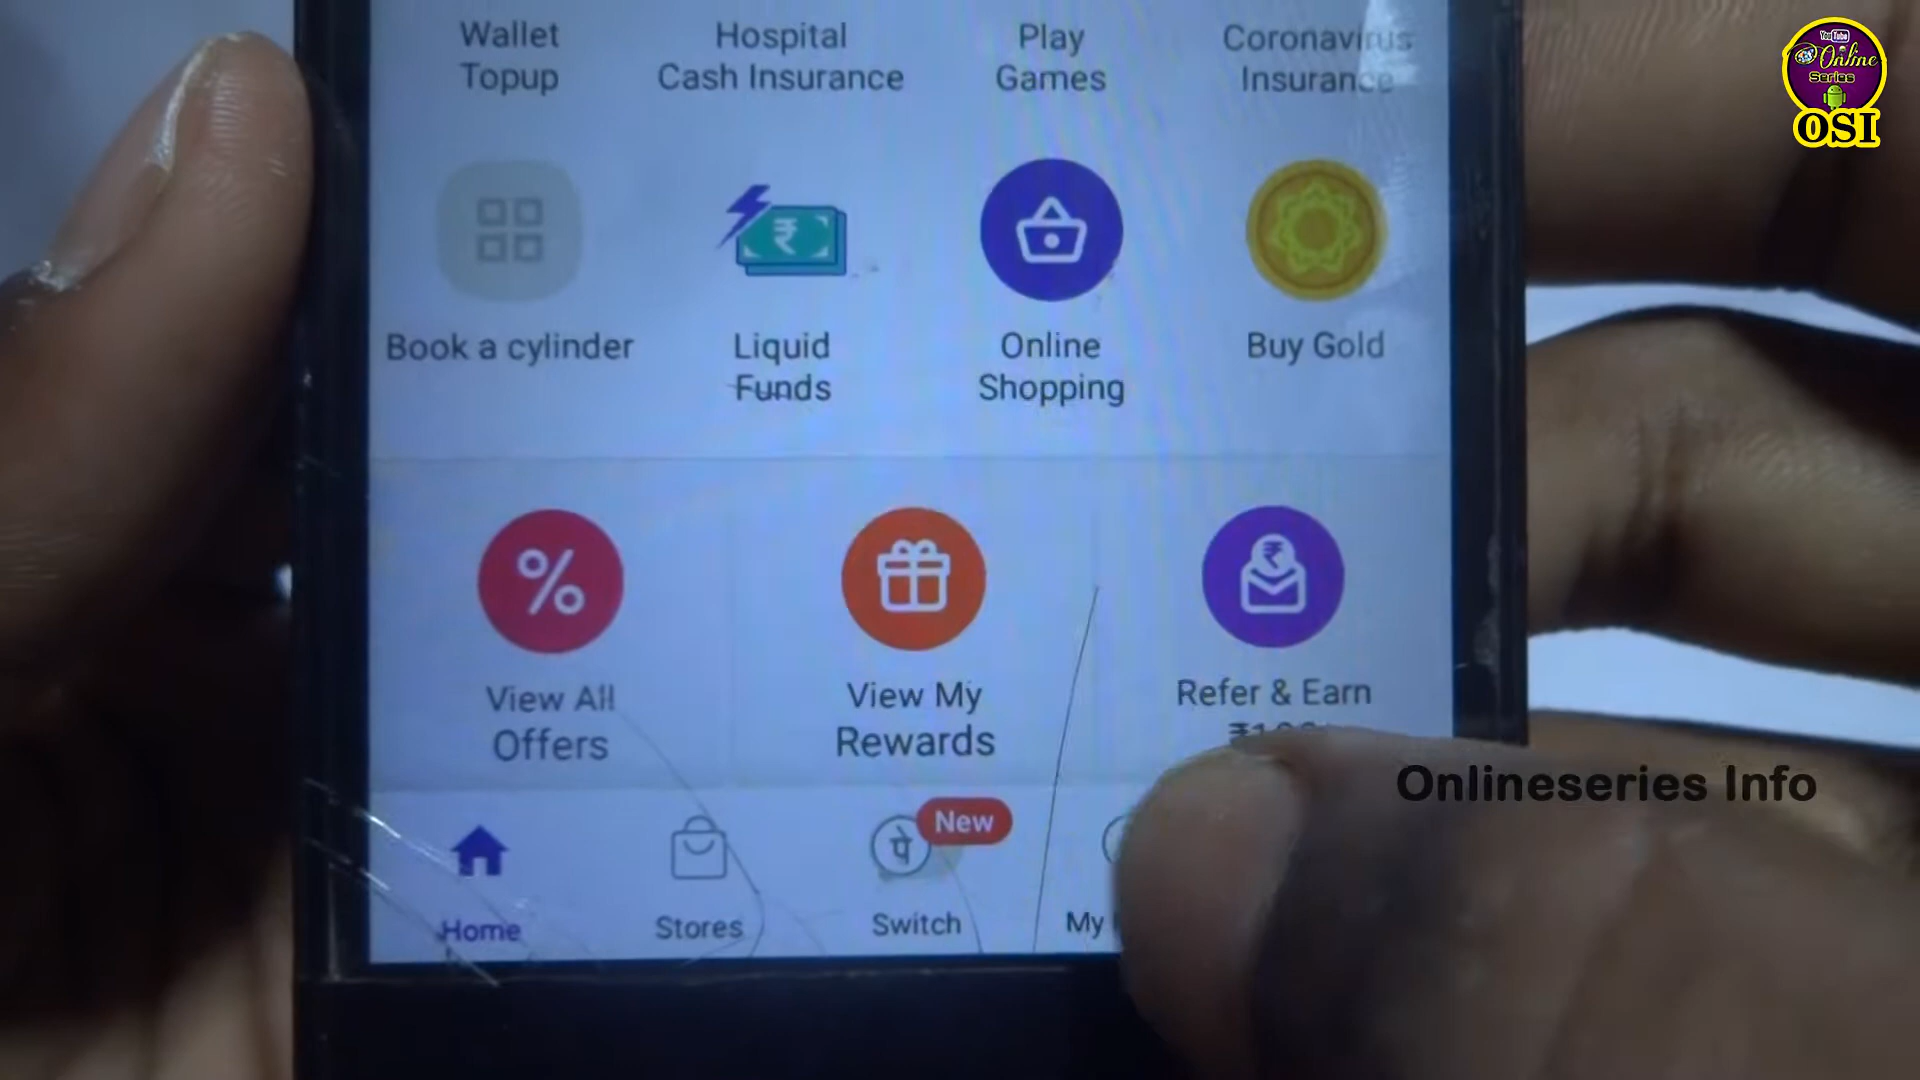 Wallet
Topup
Hospital
Cash Insurance
Play
Games
Coronavirus
Insurance
YouTube
Online
Series
OSI
₹
Book a cylinder
Liquid
Funds
Online
Shopping
Buy Gold
%
₹
View All
Offers
View My
Rewards
Refer & Earn
Onlineseries Info
पे
New
Home
Stores
Switch
My